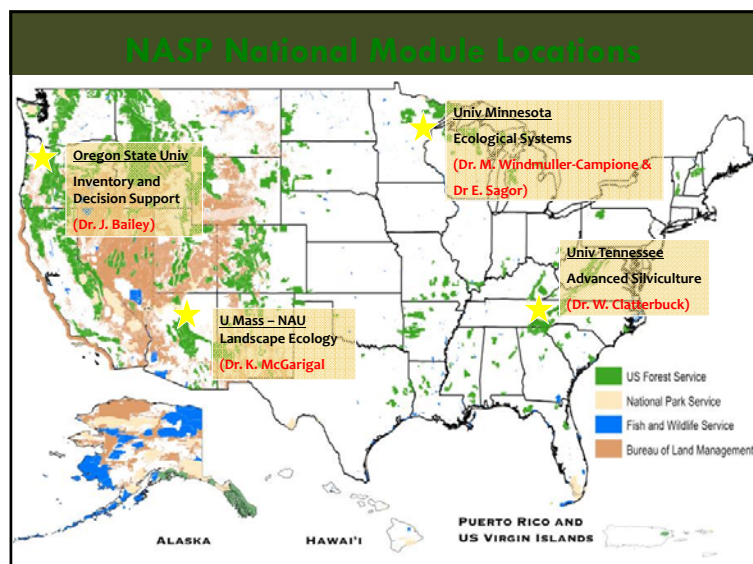 NASP National Module Locations
Univ Minnesota
Ecological Systems
(Dr. M. Windmuller-Campione &
Dr E. Sagor)
Oregon State Univ
Inventory and
Decision Support
(Dr. J. Bailey)
Univ Tennessee
Advanced Silviculture
(Dr. W. Clatterbuck)
U Mass – NAU
Landscape Ecology
(Dr. K. McGarigal
US Forest Service
National Park Service
Fish and Wildlife Service
Bureau of Land Management
ALASKA
HAWAI'I
PUERTO RICO AND
US VIRGIN ISLANDS